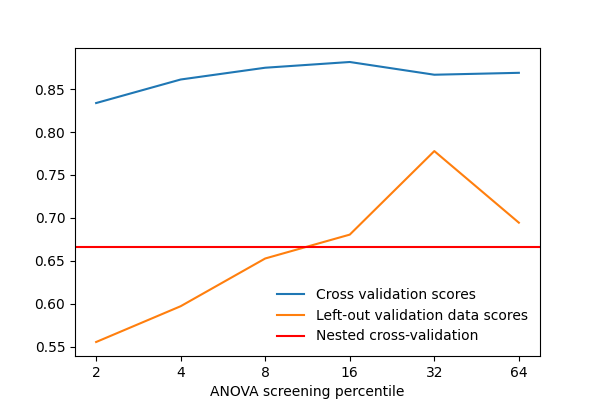 0.85
0.80
0.75
0.70
0.65
0.60
0.55
Cross validation scores
Left-out validation data scores
Nested cross-validation
2 4 8 16 32 64
ANOVA screening percentile